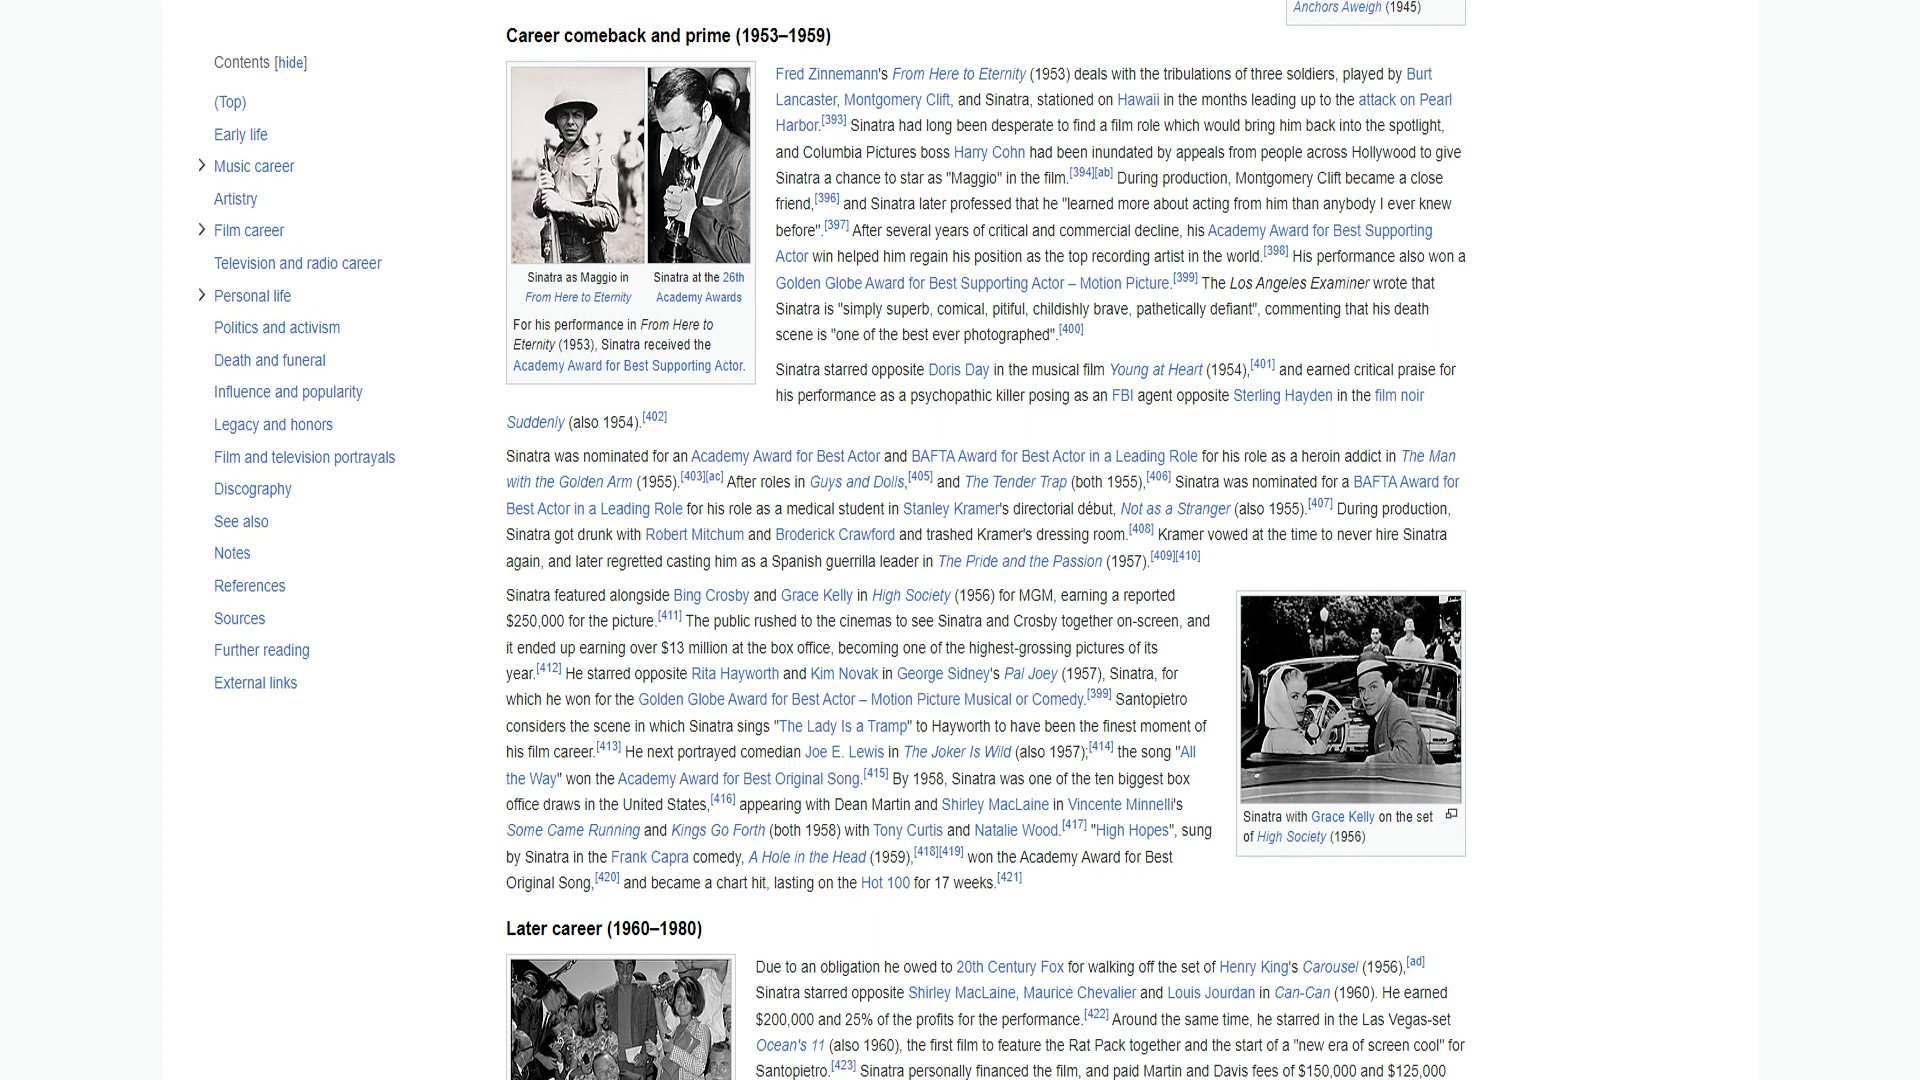 Anchors Aweigh (1945)
Career comeback and prime (1953–1959)
Contents [hide]
(Top)
Early life
Music career
Artistry
Film career
Television and radio career
Personal life
Politics and activism
Death and funeral
Influence and popularity
Legacy and honors
Film and television portrayals
Discography
See also
Notes
References
Sources
Further reading
External links
Sinatra as Maggio in
From Here to Eternity
Sinatra at the 26th
Academy Awards
For his performance in From Here to
Eternity (1953), Sinatra received the
Academy Award for Best Supporting Actor.
Fred Zinnemann's From Here to Eternity (1953) deals with the tribulations of three soldiers, played by Burt
Lancaster, Montgomery Clift, and Sinatra, stationed on Hawaii in the months leading up to the attack on Pearl
Harbor.[393] Sinatra had long been desperate to find a film role which would bring him back into the spotlight,
and Columbia Pictures boss Harry Cohn had been inundated by appeals from people across Hollywood to give
Sinatra a chance to star as "Maggio" in the film.[394][ab] During production, Montgomery Clift became a close
friend,[396] and Sinatra later professed that he "learned more about acting from him than anybody I ever knew
before".[397] After several years of critical and commercial decline, his Academy Award for Best Supporting
Actor win helped him regain his position as the top recording artist in the world.[398] His performance also won a
Golden Globe Award for Best Supporting Actor – Motion Picture.[399] The Los Angeles Examiner wrote that
Sinatra is "simply superb, comical, pitiful, childishly brave, pathetically defiant", commenting that his death
scene is "one of the best ever photographed".[400]
Sinatra starred opposite Doris Day in the musical film Young at Heart (1954),[401] and earned critical praise for
his performance as a psychopathic killer posing as an FBI agent opposite Sterling Hayden in the film noir
Suddenly (also 1954).[402]
Sinatra was nominated for an Academy Award for Best Actor and BAFTA Award for Best Actor in a Leading Role for his role as a heroin addict in The Man
with the Golden Arm (1955).[403][ac] After roles in Guys and Dolls,[405] and The Tender Trap (both 1955),[406] Sinatra was nominated for a BAFTA Award for
Best Actor in a Leading Role for his role as a medical student in Stanley Kramer's directorial début, Not as a Stranger (also 1955).[407] During production,
Sinatra got drunk with Robert Mitchum and Broderick Crawford and trashed Kramer's dressing room.[408] Kramer vowed at the time to never hire Sinatra
again, and later regretted casting him as a Spanish guerrilla leader in The Pride and the Passion (1957).[409][410]
Sinatra featured alongside Bing Crosby and Grace Kelly in High Society (1956) for MGM, earning a reported
$250,000 for the picture.[411] The public rushed to the cinemas to see Sinatra and Crosby together on-screen, and
it ended up earning over $13 million at the box office, becoming one of the highest-grossing pictures of its
year.[412] He starred opposite Rita Hayworth and Kim Novak in George Sidney's Pal Joey (1957), Sinatra, for
which he won for the Golden Globe Award for Best Actor – Motion Picture Musical or Comedy.[399] Santopietro
considers the scene in which Sinatra sings "The Lady Is a Tramp" to Hayworth to have been the finest moment of
his film career.[413] He next portrayed comedian Joe E. Lewis in The Joker Is Wild (also 1957);[414] the song "All
the Way" won the Academy Award for Best Original Song.[415] By 1958, Sinatra was one of the ten biggest box
office draws in the United States,[416] appearing with Dean Martin and Shirley MacLaine in Vincente Minnelli's
Some Came Running and Kings Go Forth (both 1958) with Tony Curtis and Natalie Wood.[417] "High Hopes", sung
by Sinatra in the Frank Capra comedy, A Hole in the Head (1959),[418][419] won the Academy Award for Best
Original Song,[420] and became a chart hit, lasting on the Hot 100 for 17 weeks.[421]
Sinatra with Grace Kelly on the set
of High Society (1956)
Later career (1960–1980)
Due to an obligation he owed to 20th Century Fox for walking off the set of Henry King's Carousel (1956),[ad]
Sinatra starred opposite Shirley MacLaine, Maurice Chevalier and Louis Jourdan in Can-Can (1960). He earned
$200,000 and 25% of the profits for the performance.[422] Around the same time, he starred in the Las Vegas-set
Ocean's 11 (also 1960), the first film to feature the Rat Pack together and the start of a "new era of screen cool" for
Santopietro.[423] Sinatra personally financed the film, and paid Martin and Davis fees of $150,000 and $125,000